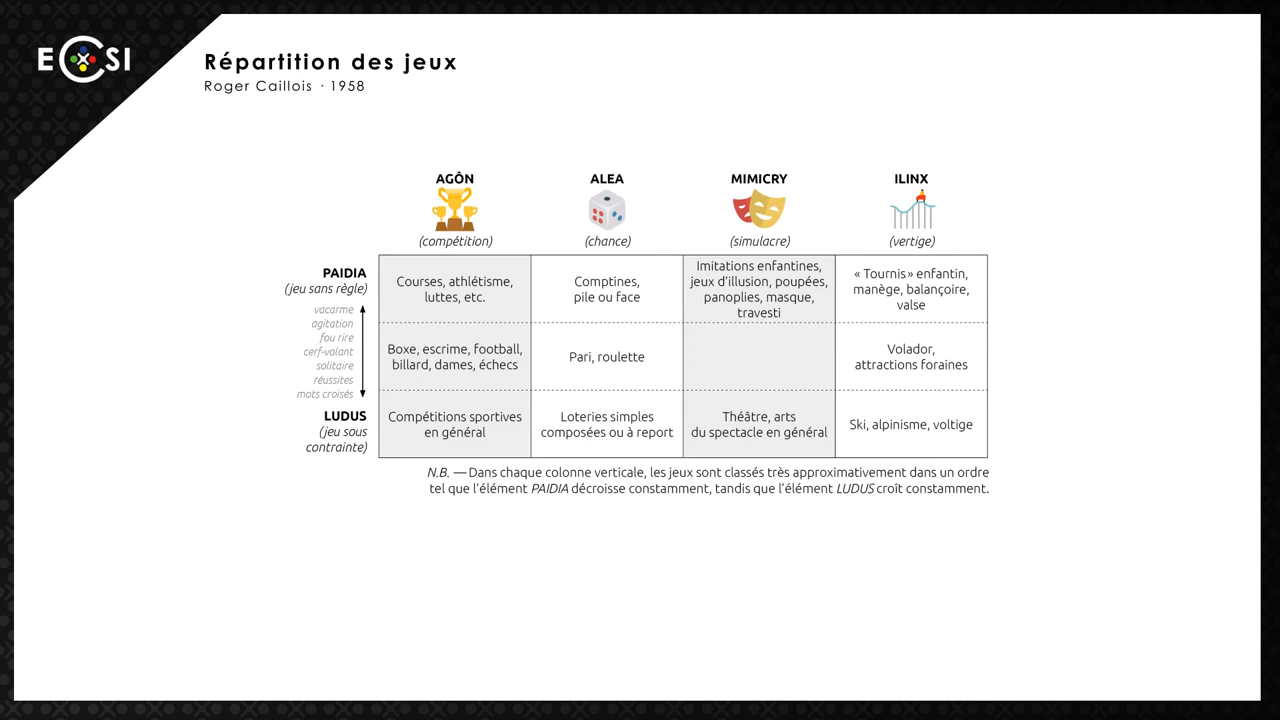 ECSI
Répartition des jeux
Roger Caillois · 1958
AGÔN
(compétition)
ALEA
(chance)
MIMICRY
(simulacre)
ILINX
(vertige)
PAIDIA
(jeu sans règle)
vacarme
agitation
fou rire
cerf-volant
solitaire
réussites
mots croisés
LUDUS
(jeu sous
contrainte)
Courses, athlétisme,
luttes, etc.
Comptines,
pile ou face
Imitations enfantines,
jeux d’illusion, poupées,
panoplies, masque,
travesti
« Tournis » enfantin,
manège, balançoire,
valse
Boxe, escrime, football,
billard, dames, échecs
Pari, roulette
Volador,
attractions foraines
Compétitions sportives
en général
Loteries simples
composées ou à report
Théâtre, arts
du spectacle en général
Ski, alpinisme, voltige
N.B. — Dans chaque colonne verticale, les jeux sont classés très approximativement dans un ordre
tel que l’élément PAIDIA décroisse constamment, tandis que l’élément LUDUS croît constamment.